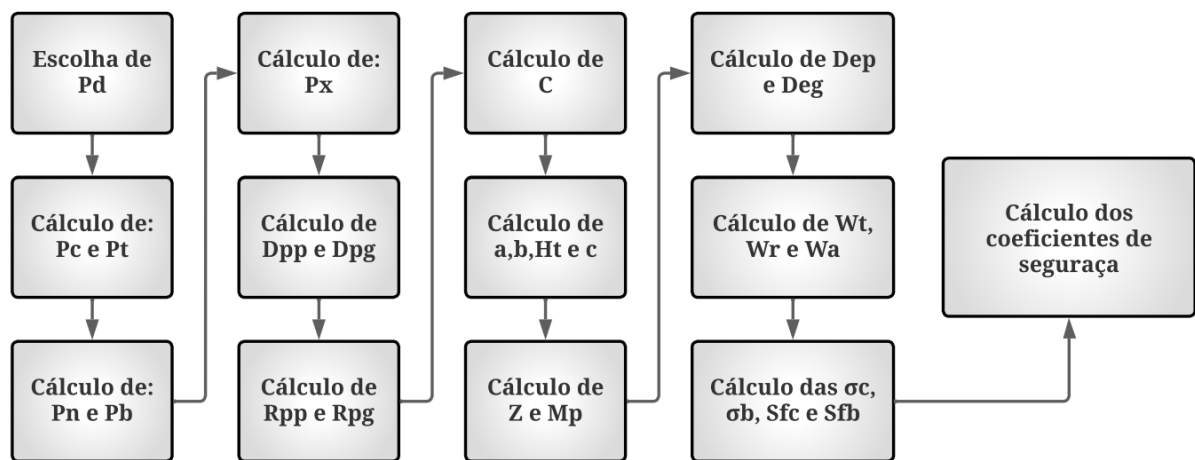 Escolha de
Pd
Cálculo de:
Pc e Pt
Cálculo de:
Pn e Pb
Cálculo de:
Px
Cálculo de
Dpp e Dpg
Cálculo de
Rpp e Rpg
Cálculo de
C
Cálculo de
a,b,Ht e c
Cálculo de
Z e Mp
Cálculo de Dep
e Deg
Cálculo de Wt,
Wr e Wa
Cálculo das σc,
σb, Sfc e Sfb
Cálculo dos
coeficientes de
seguraça